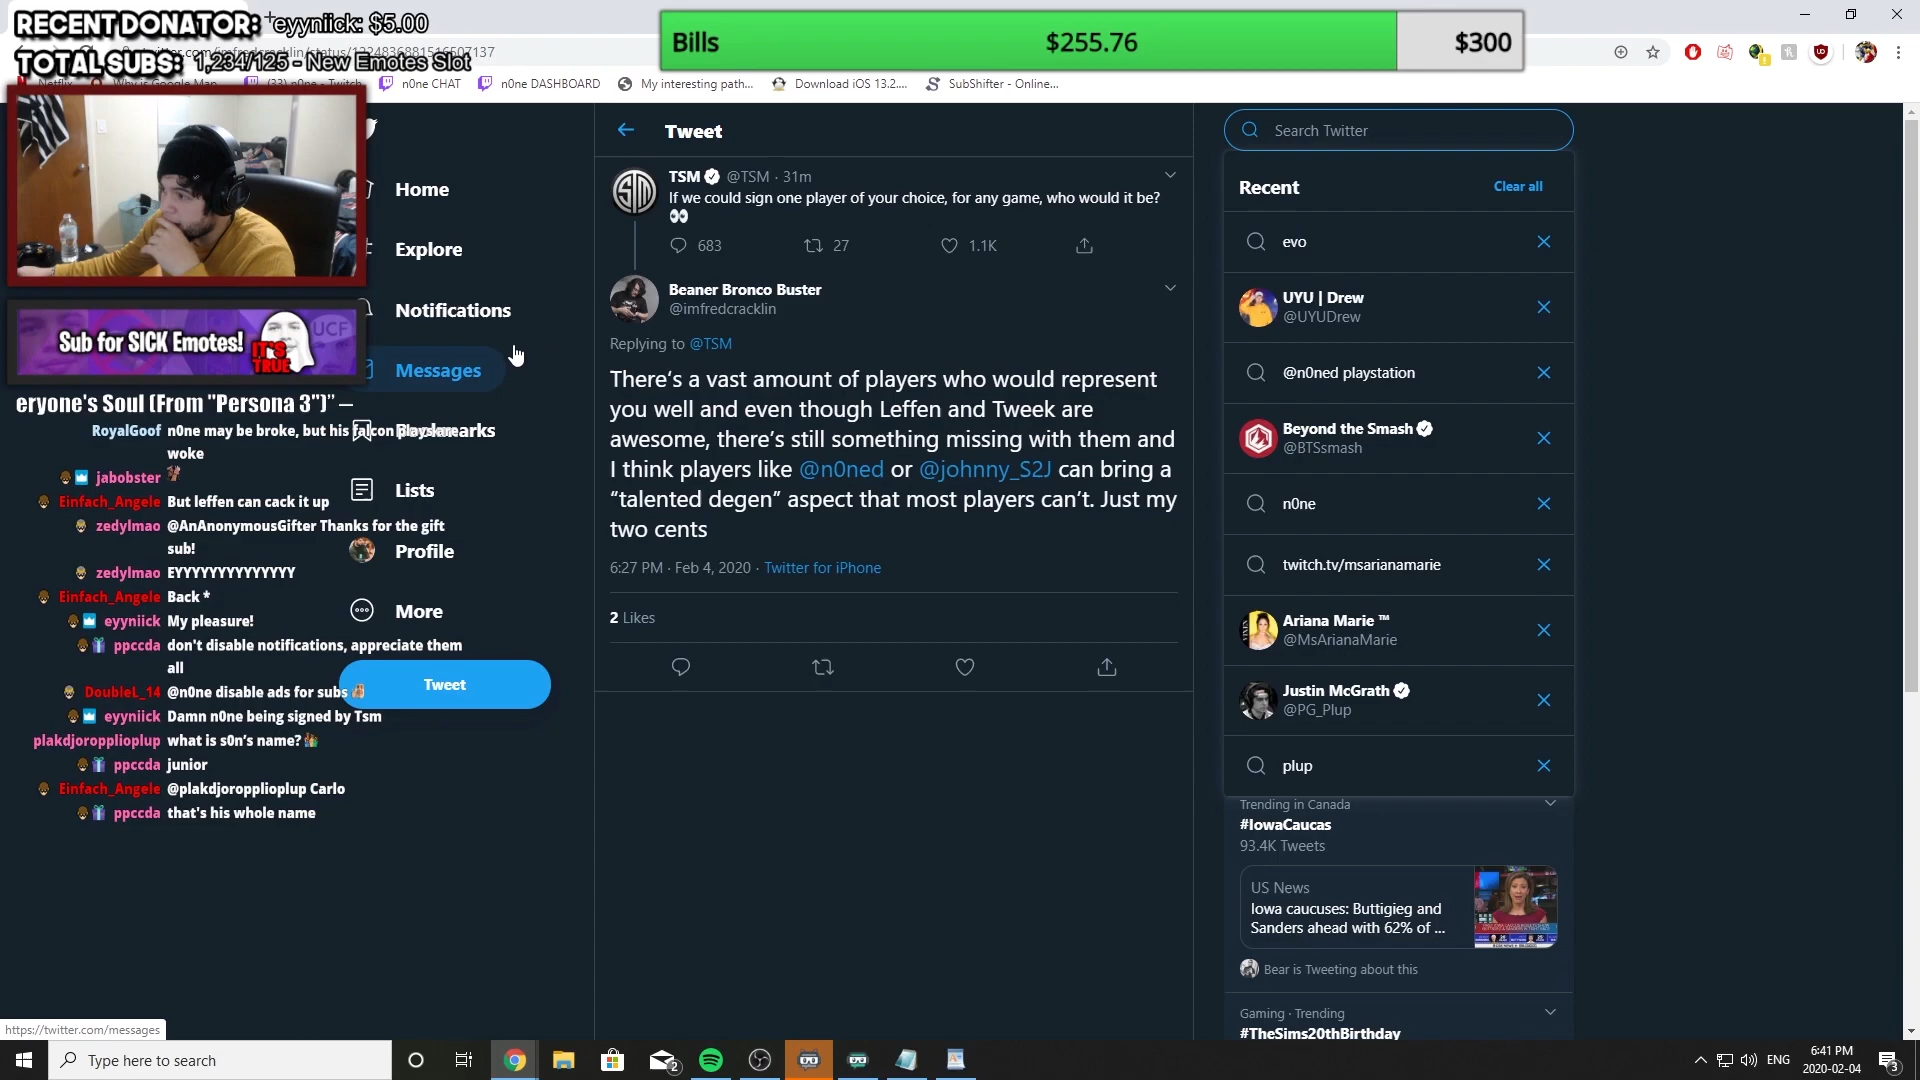 RECENT DONATOR: eyyniick: $5.00
TOTAL SUBS: 1,234/125 - New Emotes Slot
Bills $255.76 $300
n0ne CHAT
n0ne DASHBOARD
My interesting path...
Download iOS 13.2....
SubShifter - Online...
Sub for SICK Emotes!
IT'S
TRUE
UCF
eryone's Soul (From "Persona 3")" —
RoyalGoof n0ne may be broke, but his falcon
woke
jabobster
Einfach_Angele But leffen can cack it up
zedylmao @AnAnonymousGifter Thanks for the gift
sub!
zedylmao EYYYYYYYYYYYYYY
Einfach_Angele Back *
eyyniick My pleasure!
ppccda don't disable notifications, appreciate them
all
DoubleL_14 @n0ne disable ads for subs
eyyniick Damn n0ne being signed by Tsm
plakdjoropplioplup what is s0n's name?
ppccda junior
Einfach_Angele @plakdjoropplioplup Carlo
ppccda that's his whole name
Home
Explore
Notifications
Messages
Bookmarks
Lists
Profile
More
Tweet
Tweet
TSM @TSM · 31m
If we could sign one player of your choice, for any game, who would it be?
👀
683 27 1.1K
Beaner Bronco Buster
@imfredcracklin
Replying to @TSM
There's a vast amount of players who would represent
you well and even though Leffen and Tweek are
awesome, there's still something missing with them and
I think players like @n0ned or @johnny_S2J can bring a
“talented degen” aspect that most players can't. Just my
two cents
6:27 PM · Feb 4, 2020 · Twitter for iPhone
2 Likes
Search Twitter
Recent Clear all
evo
UYU | Drew
@UYUDrew
@n0ned playstation
Beyond the Smash
@BTSsmash
n0ne
twitch.tv/msarianamarie
Ariana Marie ™
@MsArianaMarie
Justin McGrath
@PG_Plup
plup
Trending in Canada
#IowaCaucas
93.4K Tweets
US News
Iowa caucuses: Buttigieg and
Sanders ahead with 62% of ...
Bear is Tweeting about this
Gaming · Trending
#TheSims20thBirthday
https://twitter.com/messages
Type here to search
2
ENG
6:41 PM
2020-02-04
3